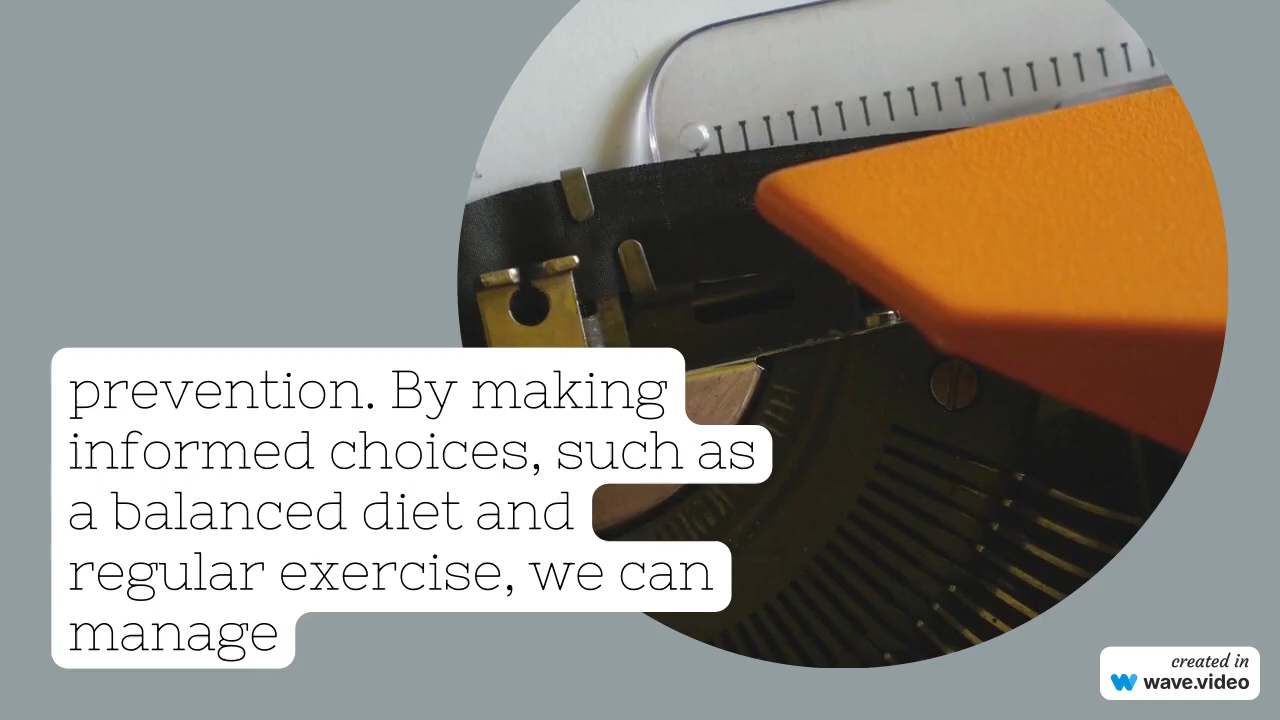 prevention. By making
informed choices, such as
a balanced diet and
regular exercise, we can
manage
created in
wave.video